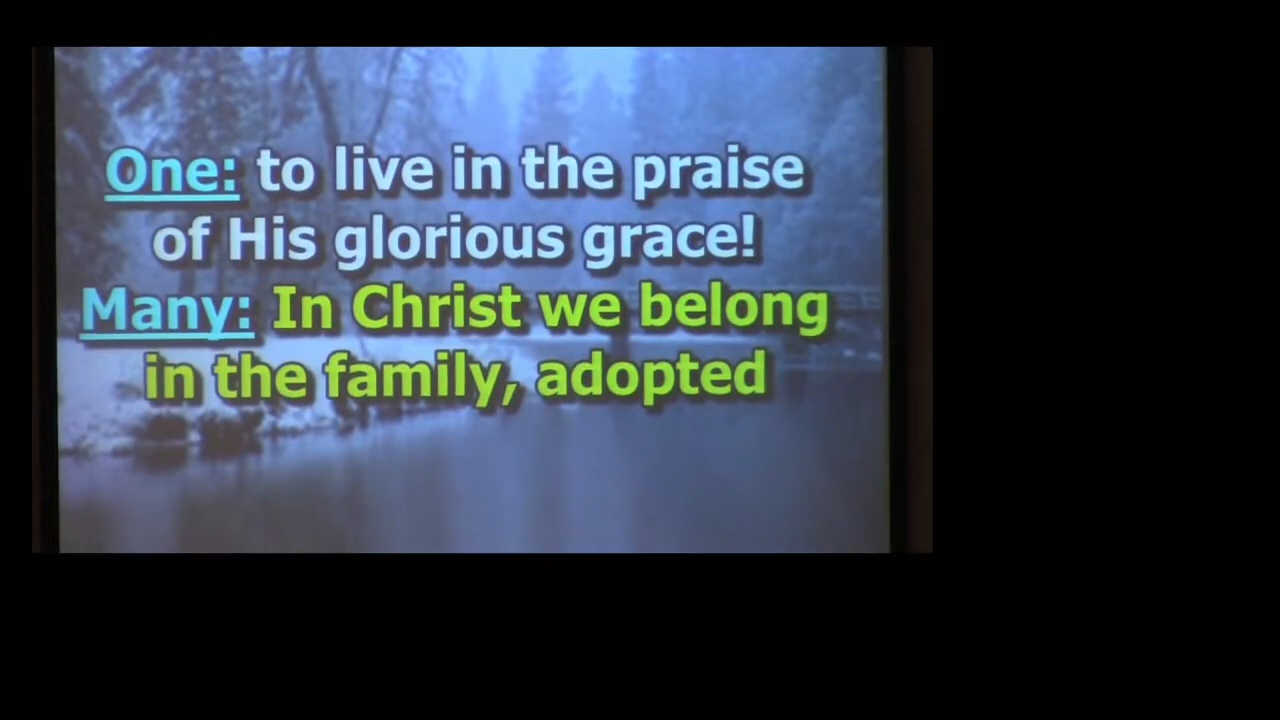 One: to live in the praise
of His glorious grace!
Many: In Christ we belong
in the family, adopted